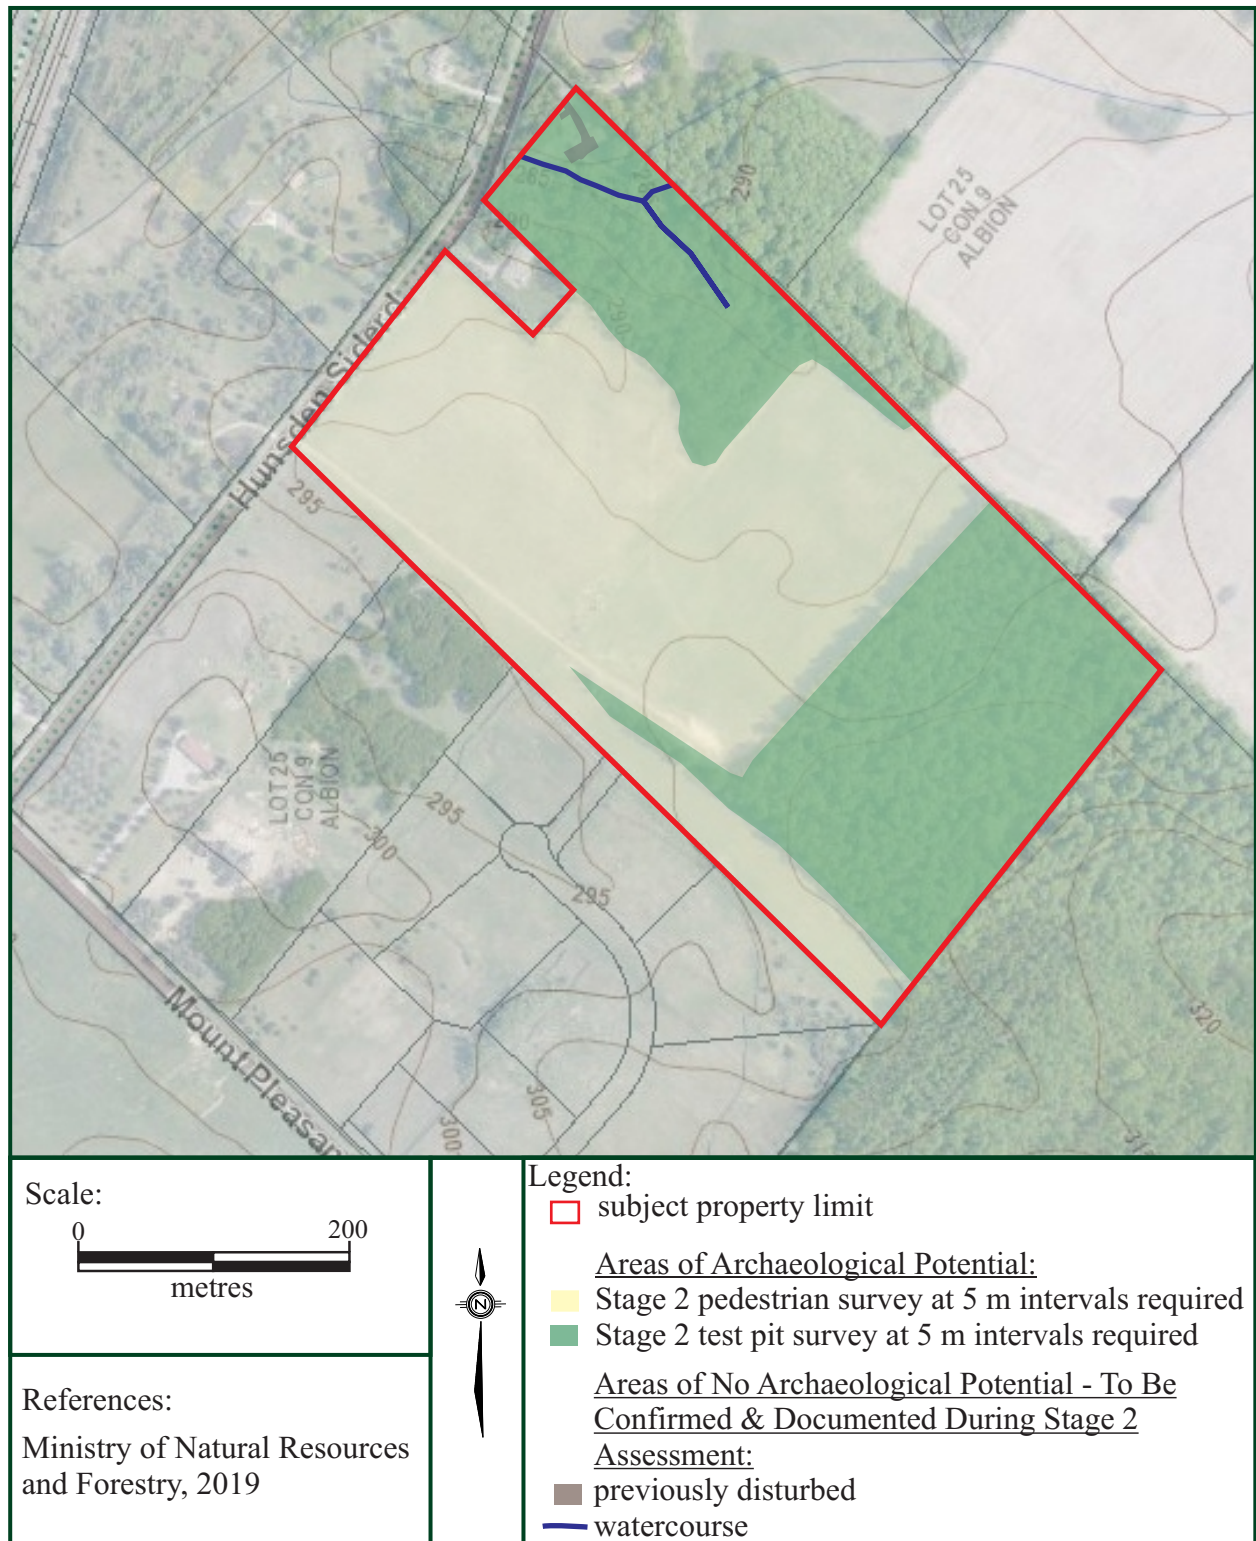 290
LOT 25
CON 9
ALBION
290
Hunsden Siderd
295
LOT 25
CON 9
ALBION
295
300
295
Mount Pleasan
305
300
320
Scale:
0 200
metres
References:
Ministry of Natural Resources
and Forestry, 2019
N
Legend:
subject property limit
Areas of Archaeological Potential:
Stage 2 pedestrian survey at 5 m intervals required
Stage 2 test pit survey at 5 m intervals required
Areas of No Archaeological Potential - To Be
Confirmed & Documented During Stage 2
Assessment:
previously disturbed
watercourse